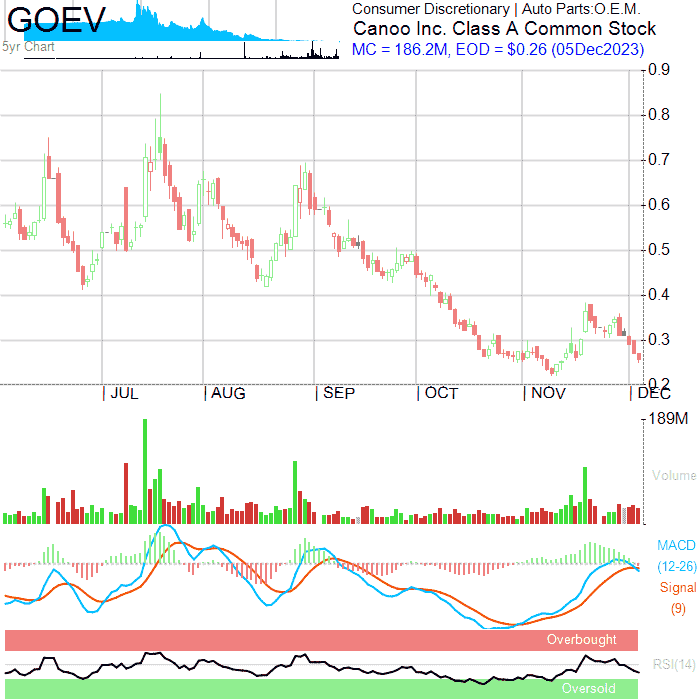 GOEV
5yr Chart
Consumer Discretionary | Auto Parts:O.E.M.
Canoo Inc. Class A Common Stock
MC = 186.2M, EOD = $0.26 (05Dec2023)
0.9
0.8
0.7
0.6
0.5
0.4
0.3
0.2
JUL AUG SEP OCT NOV DEC
189M
Volume
MACD
(12-26)
Signal
(9)
Overbought
RSI(14)
Oversold